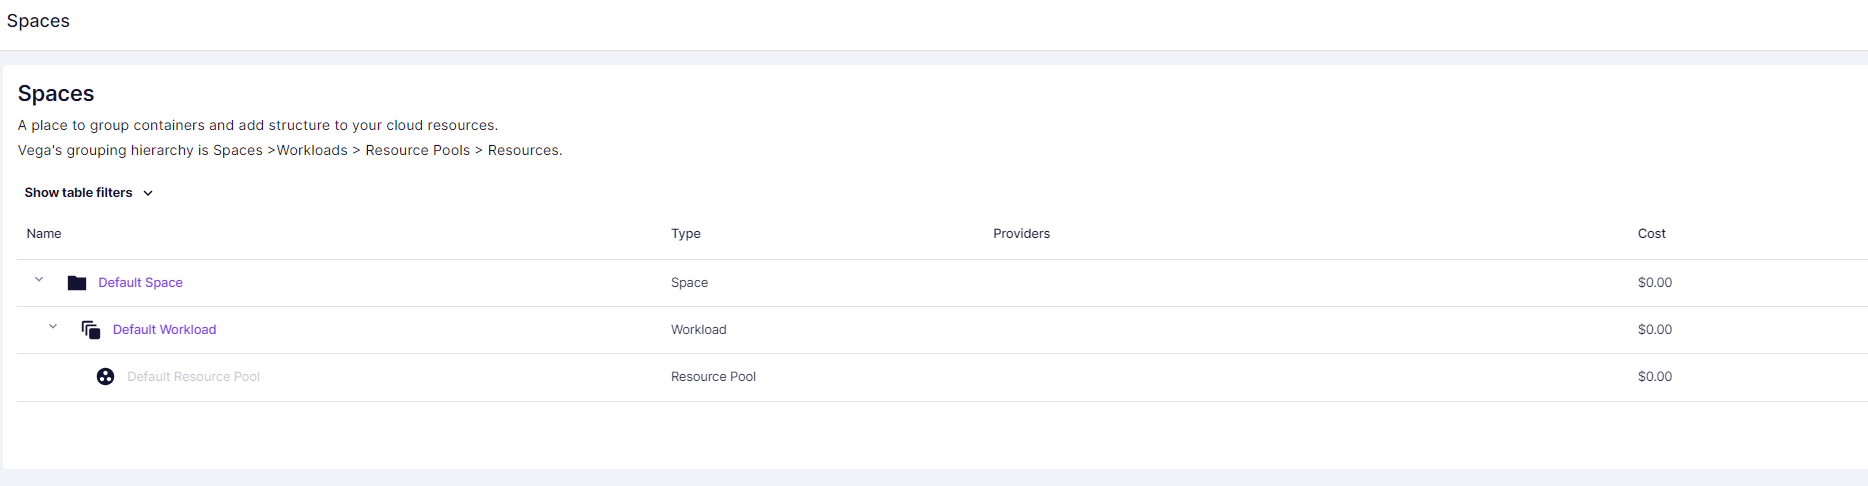 Spaces
Spaces
A place to group containers and add structure to your cloud resources.
Vega's grouping hierarchy is Spaces >Workloads > Resource Pools > Resources.
Show table filters
Name Type Providers Cost
Default Space Space $0.00
Default Workload Workload $0.00
Default Resource Pool Resource Pool $0.00